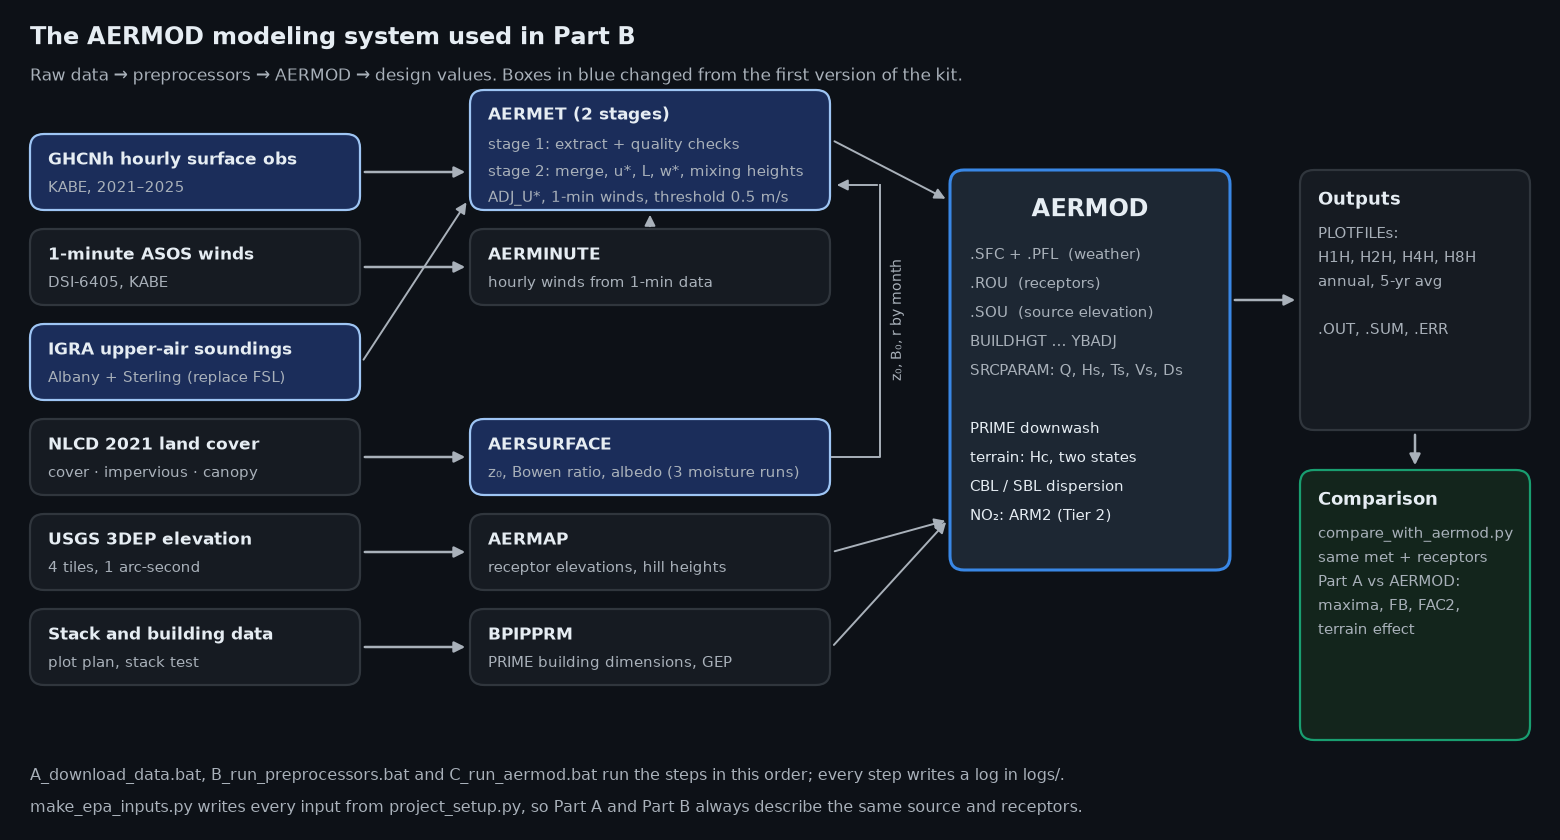 The AERMOD modeling system used in Part B
Raw data → preprocessors → AERMOD → design values. Boxes in blue changed from the first version of the kit.
GHCNh hourly surface obs
KABE, 2021–2025
1-minute ASOS winds
DSI-6405, KABE
IGRA upper-air soundings
Albany + Sterling (replace FSL)
NLCD 2021 land cover
cover · impervious · canopy
USGS 3DEP elevation
4 tiles, 1 arc-second
Stack and building data
plot plan, stack test
AERMET (2 stages)
stage 1: extract + quality checks
stage 2: merge, u*, L, w*, mixing heights
ADJ_U*, 1-min winds, threshold 0.5 m/s
AERMINUTE
hourly winds from 1-min data
AERSURFACE
z₀, Bowen ratio, albedo (3 moisture runs)
AERMAP
receptor elevations, hill heights
BPIPPRM
PRIME building dimensions, GEP
z₀, B₀, r by month
AERMOD
.SFC + .PFL (weather)
.ROU (receptors)
.SOU (source elevation)
BUILDHGT … YBADJ
SRCPARAM: Q, Hs, Ts, Vs, Ds
PRIME downwash
terrain: Hc, two states
CBL / SBL dispersion
NO₂: ARM2 (Tier 2)
Outputs
PLOTFILEs:
H1H, H2H, H4H, H8H
annual, 5-yr avg
.OUT, .SUM, .ERR
Comparison
compare_with_aermod.py
same met + receptors
Part A vs AERMOD:
maxima, FB, FAC2,
terrain effect
A_download_data.bat, B_run_preprocessors.bat and C_run_aermod.bat run the steps in this order; every step writes a log in logs/.
make_epa_inputs.py writes every input from project_setup.py, so Part A and Part B always describe the same source and receptors.